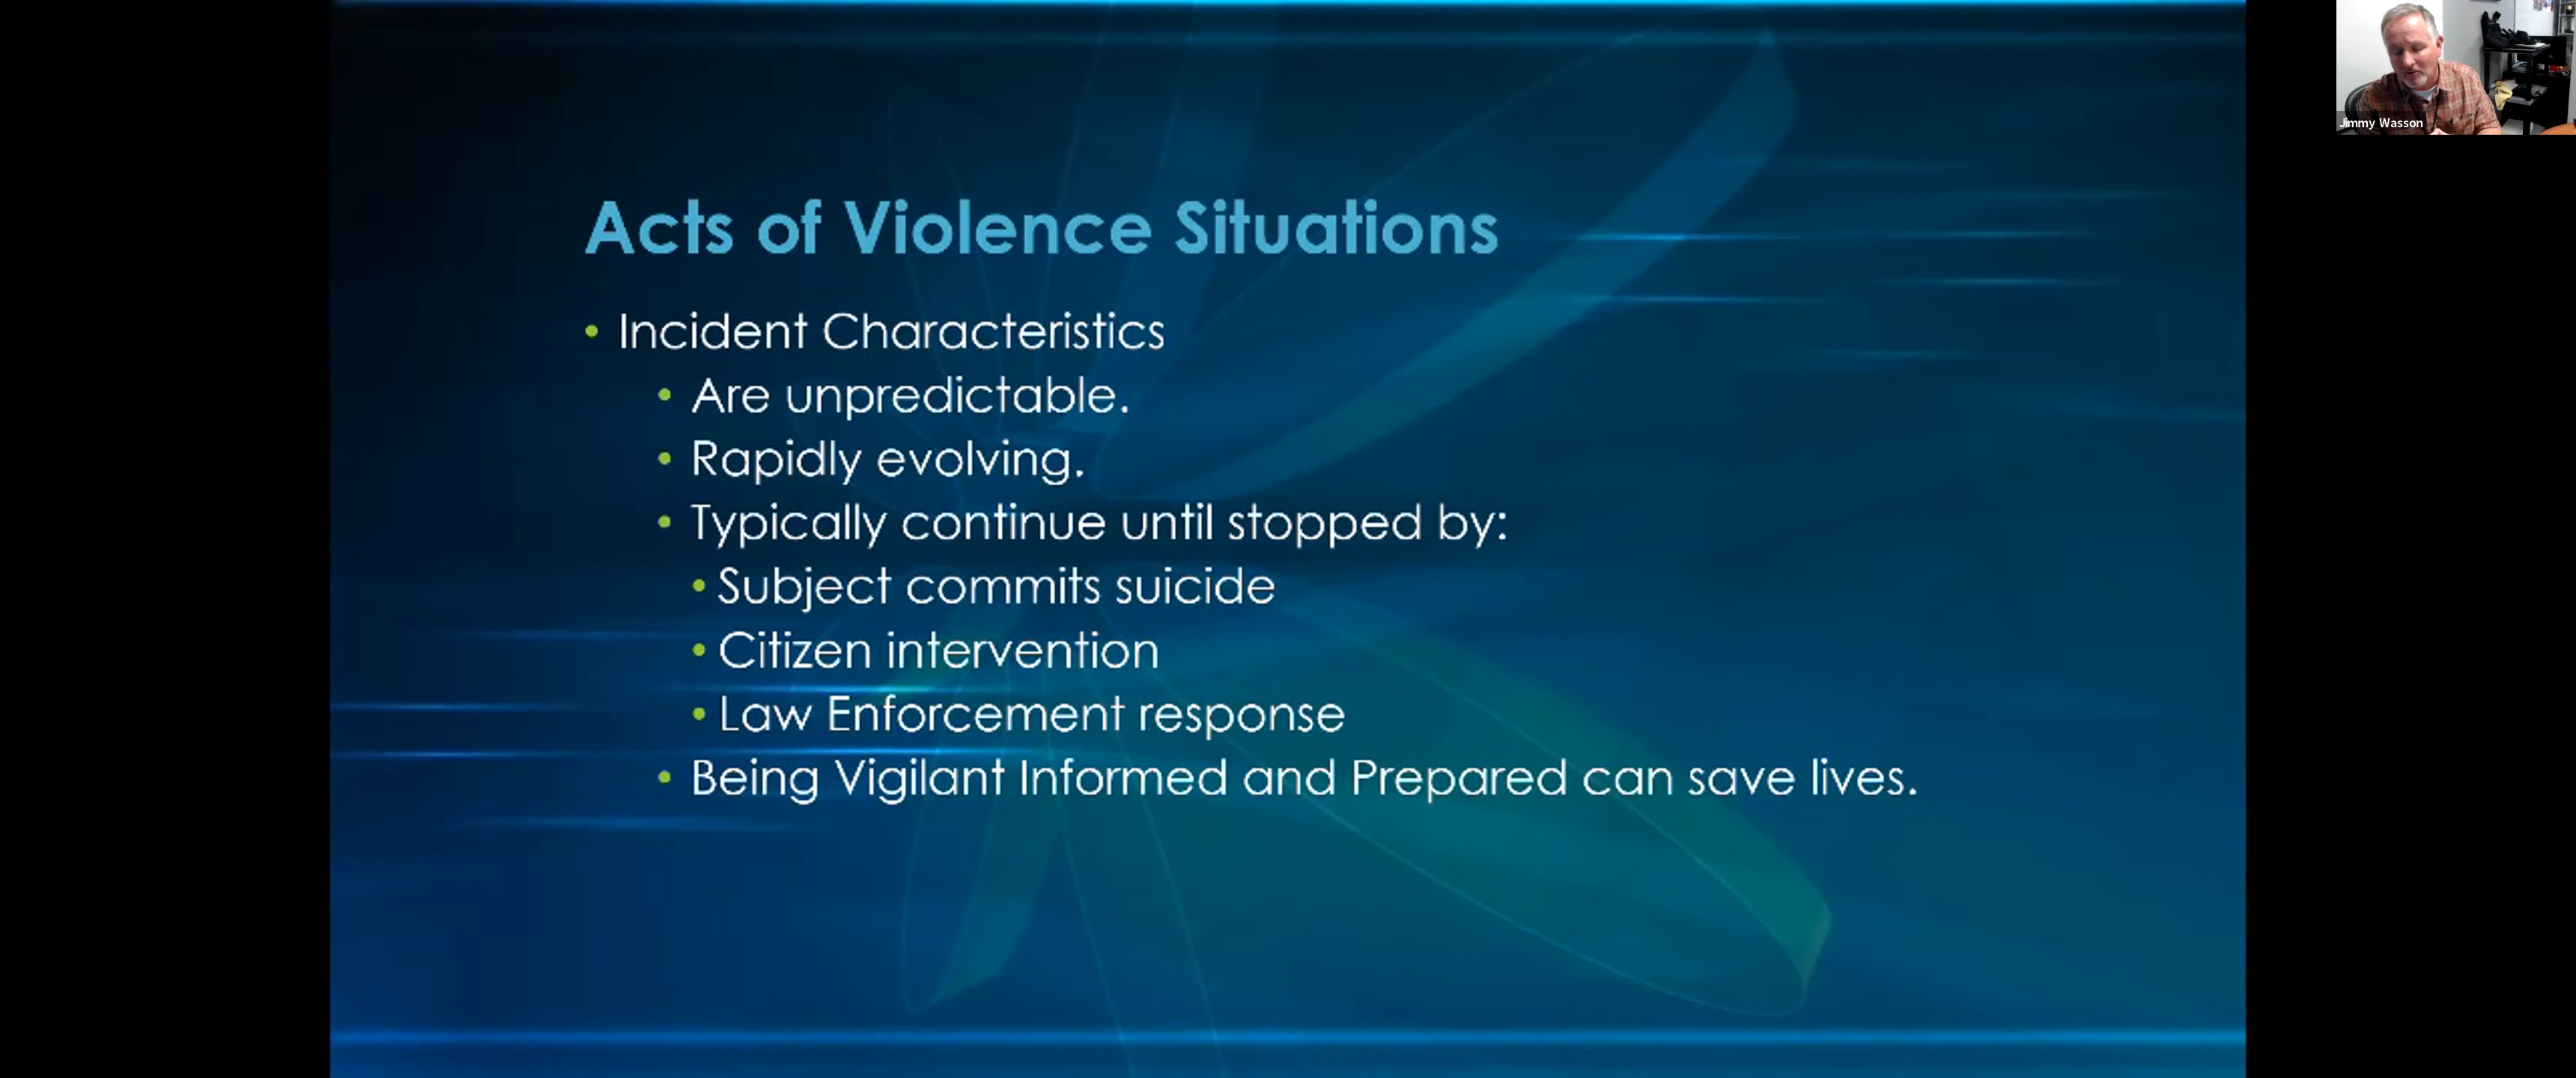 Acts of Violence Situations
• Incident Characteristics
• Are unpredictable.
• Rapidly evolving.
• Typically continue until stopped by:
• Subject commits suicide
• Citizen intervention
• Law Enforcement response
• Being Vigilant Informed and Prepared can save lives.
Jimmy Wasson